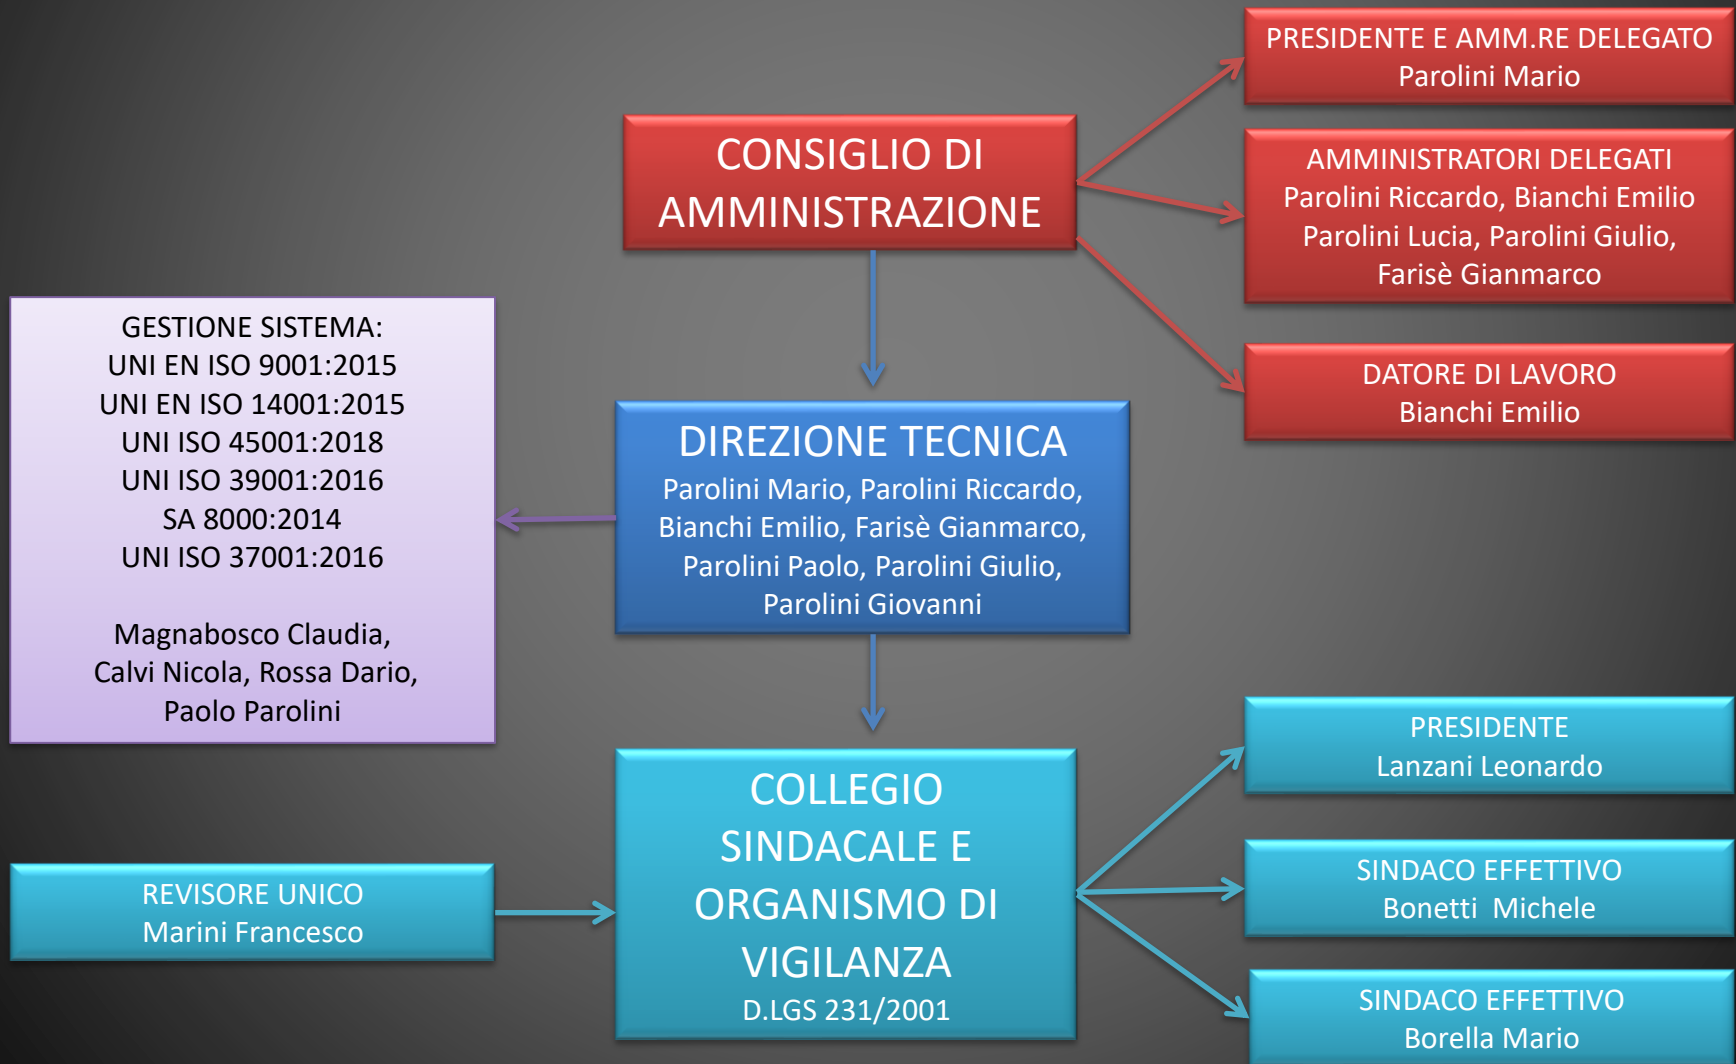 PRESIDENTE E AMM.RE DELEGATO
Parolini Mario
CONSIGLIO DI
AMMINISTRAZIONE
AMMINISTRATORI DELEGATI
Parolini Riccardo, Bianchi Emilio
Parolini Lucia, Parolini Giulio,
Farisè Gianmarco
DATORE DI LAVORO
Bianchi Emilio
GESTIONE SISTEMA:
UNI EN ISO 9001:2015
UNI EN ISO 14001:2015
UNI ISO 45001:2018
UNI ISO 39001:2016
SA 8000:2014
UNI ISO 37001:2016
Magnabosco Claudia,
Calvi Nicola, Rossa Dario,
Paolo Parolini
DIREZIONE TECNICA
Parolini Mario, Parolini Riccardo,
Bianchi Emilio, Farisè Gianmarco,
Parolini Paolo, Parolini Giulio,
Parolini Giovanni
REVISORE UNICO
Marini Francesco
COLLEGIO
SINDACALE E
ORGANISMO DI
VIGILANZA
D.LGS 231/2001
PRESIDENTE
Lanzani Leonardo
SINDACO EFFETTIVO
Bonetti  Michele
SINDACO EFFETTIVO
Borella Mario